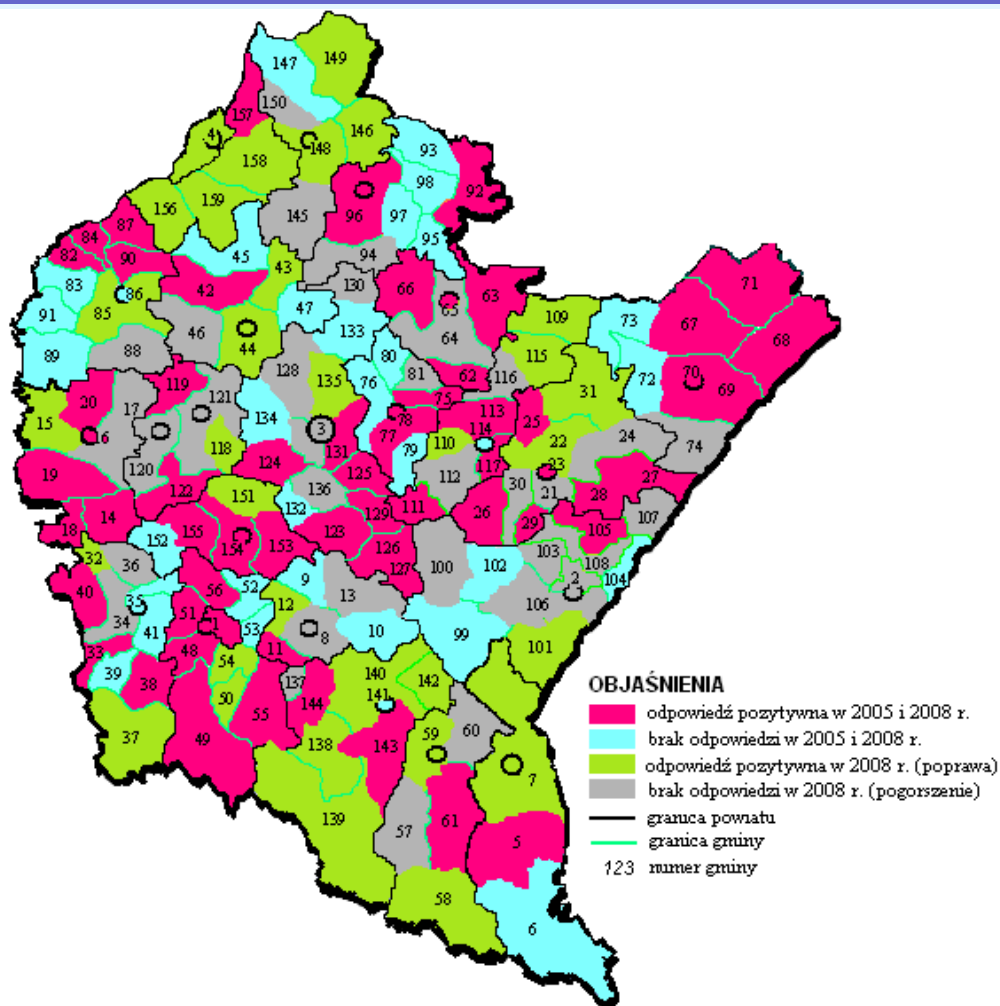 147 149
150
157
4 148 146
158 93
98 92
156 159 145 96 97
87 84 82 90 45 95
94
83 86 42 43 130 66 63 71
91 85 47 65
46 44 133 64 109 73 67
89 88 80 115 68
128 81 116
119 135 76 62 31 72 70 69
20 17 121 75
15 134 78 113 25
16 3 77 114 22 24 74
118 131 110
120 124 79 117 23
19 125 112 30 21 27
122 136 28
151 132 129 111 26 107
14 123 29 105
18 155 153
152 154 126 103
32 36 127 100 102 108
40 56 52 9 2 104
35 13 106
34 51 1 12
41 53 8 10 99
33 48 11 101
39 54 140
38 137 142
50 144 141
55
37 49 59 60
138 143
7
139 57 61
5
58
6
OBJAŚNIENIA
odpowiedź pozytywna w 2005 i 2008 r.
brak odpowiedzi w 2005 i 2008 r.
odpowiedź pozytywna w 2008 r. (poprawa)
brak odpowiedzi w 2008 r. (pogorszenie)
granica powiatu
granica gminy
123 numer gminy